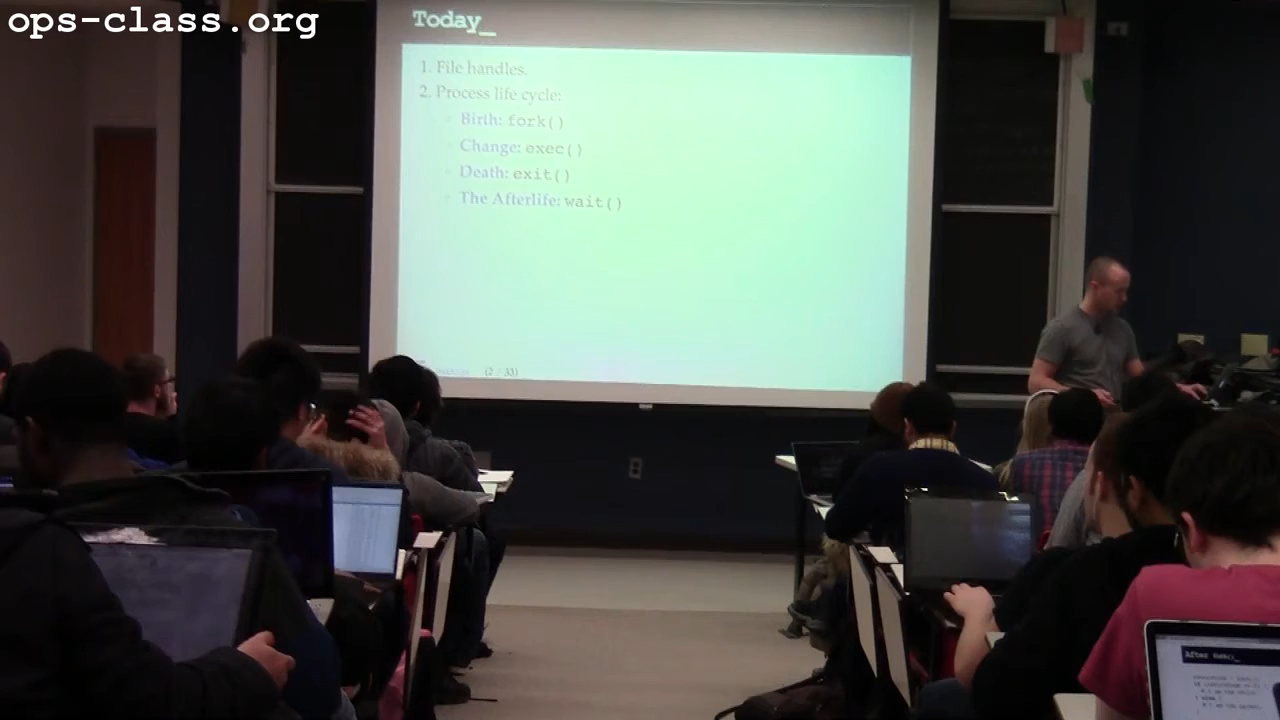 ops-class.org
Today_
1. File handles.
2. Process life cycle:
Birth: fork()
Change: exec()
Death: exit()
The Afterlife: wait()
(2 / 33)
After